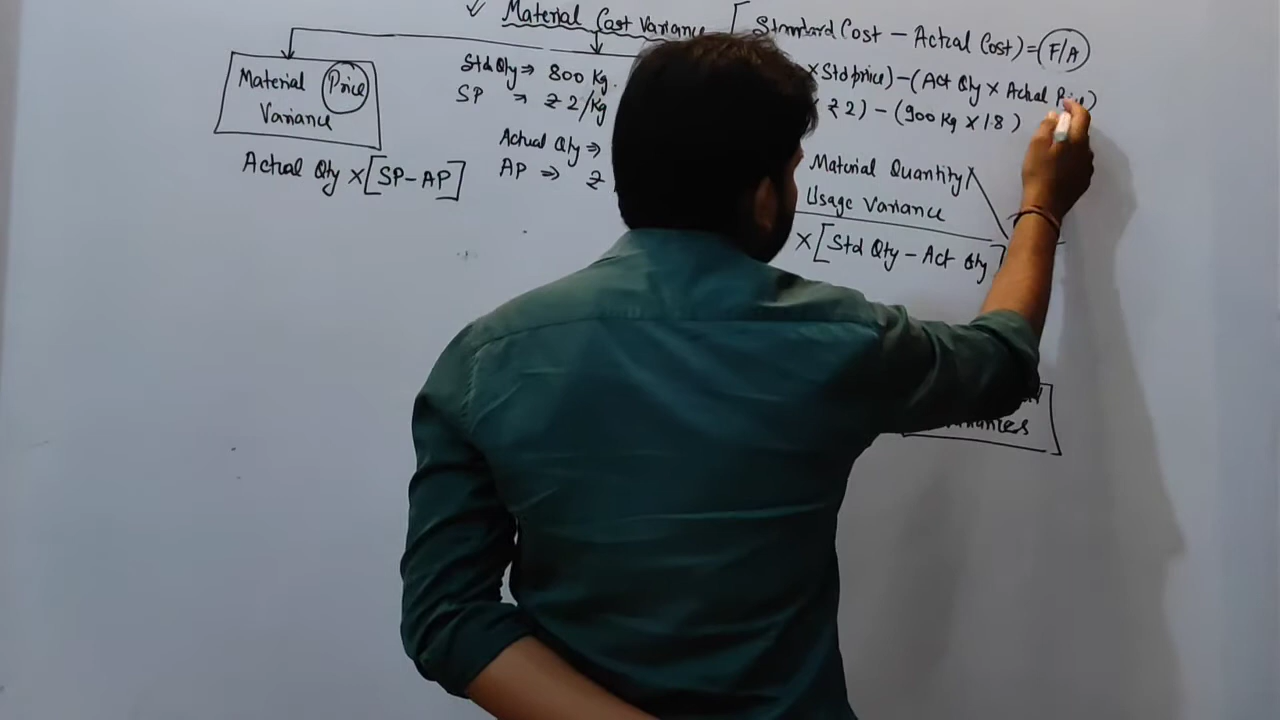 ✓ Material Cost Variance [Standard Cost – Actual Cost) = (F/A)
Material Price
Variance
Actual Qty × [SP – AP]
Std Qty ⇒ 800 Kg.
SP ⇒ ₹ 2/Kg
Actual Qty ⇒
AP ⇒ ₹
× Std price) – (Act Qty × Actual
₹ 2) – (900 Kg × 1.8)
Material Quantity/
Usage Variance
× [Std Qty – Act Qty]